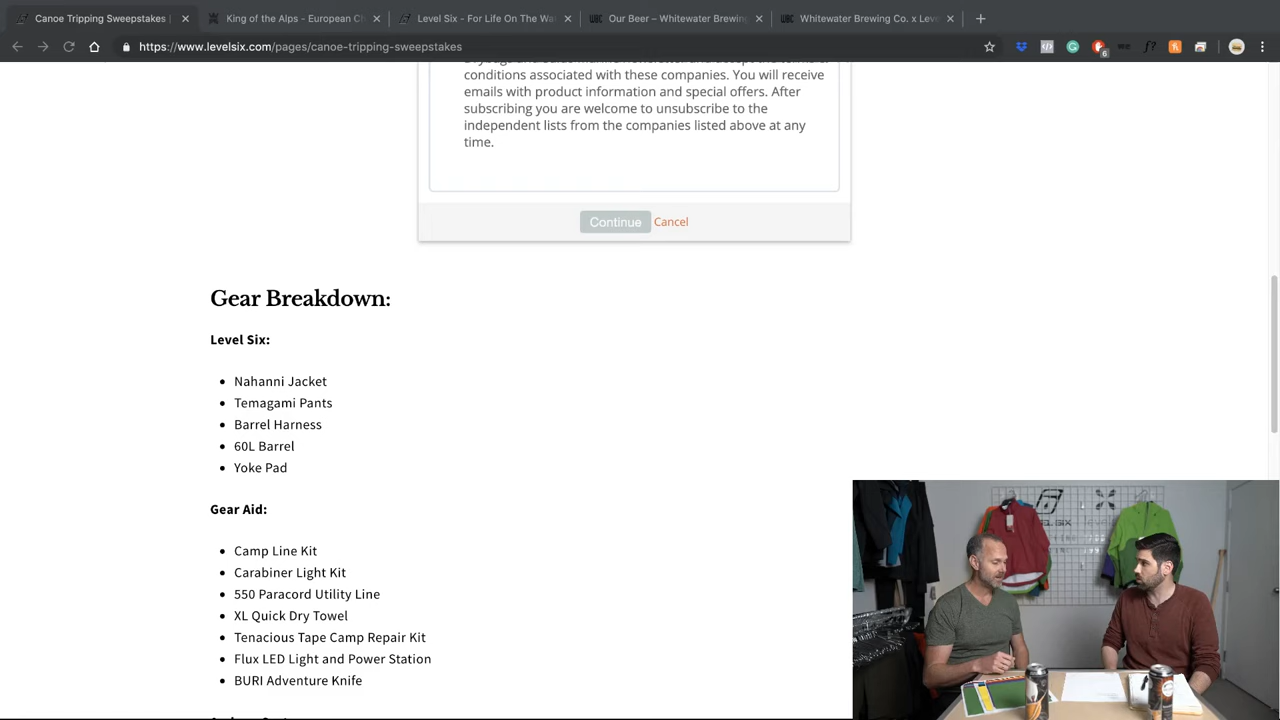 Canoe Tripping Sweepstakes |
King of the Alps - European Ch
Level Six - For Life On The Wa
Our Beer – Whitewater Brewing
Whitewater Brewing Co. x Leve
https://www.levelsix.com/pages/canoe-tripping-sweepstakes
6
conditions associated with these companies. You will receive
emails with product information and special offers. After
subscribing you are welcome to unsubscribe to the
independent lists from the companies listed above at any
time.
Continue Cancel
Gear Breakdown:
Level Six:
Nahanni Jacket
Temagami Pants
Barrel Harness
60L Barrel
Yoke Pad
Gear Aid:
Camp Line Kit
Carabiner Light Kit
550 Paracord Utility Line
XL Quick Dry Towel
Tenacious Tape Camp Repair Kit
Flux LED Light and Power Station
BURI Adventure Knife
LEVEL SIX